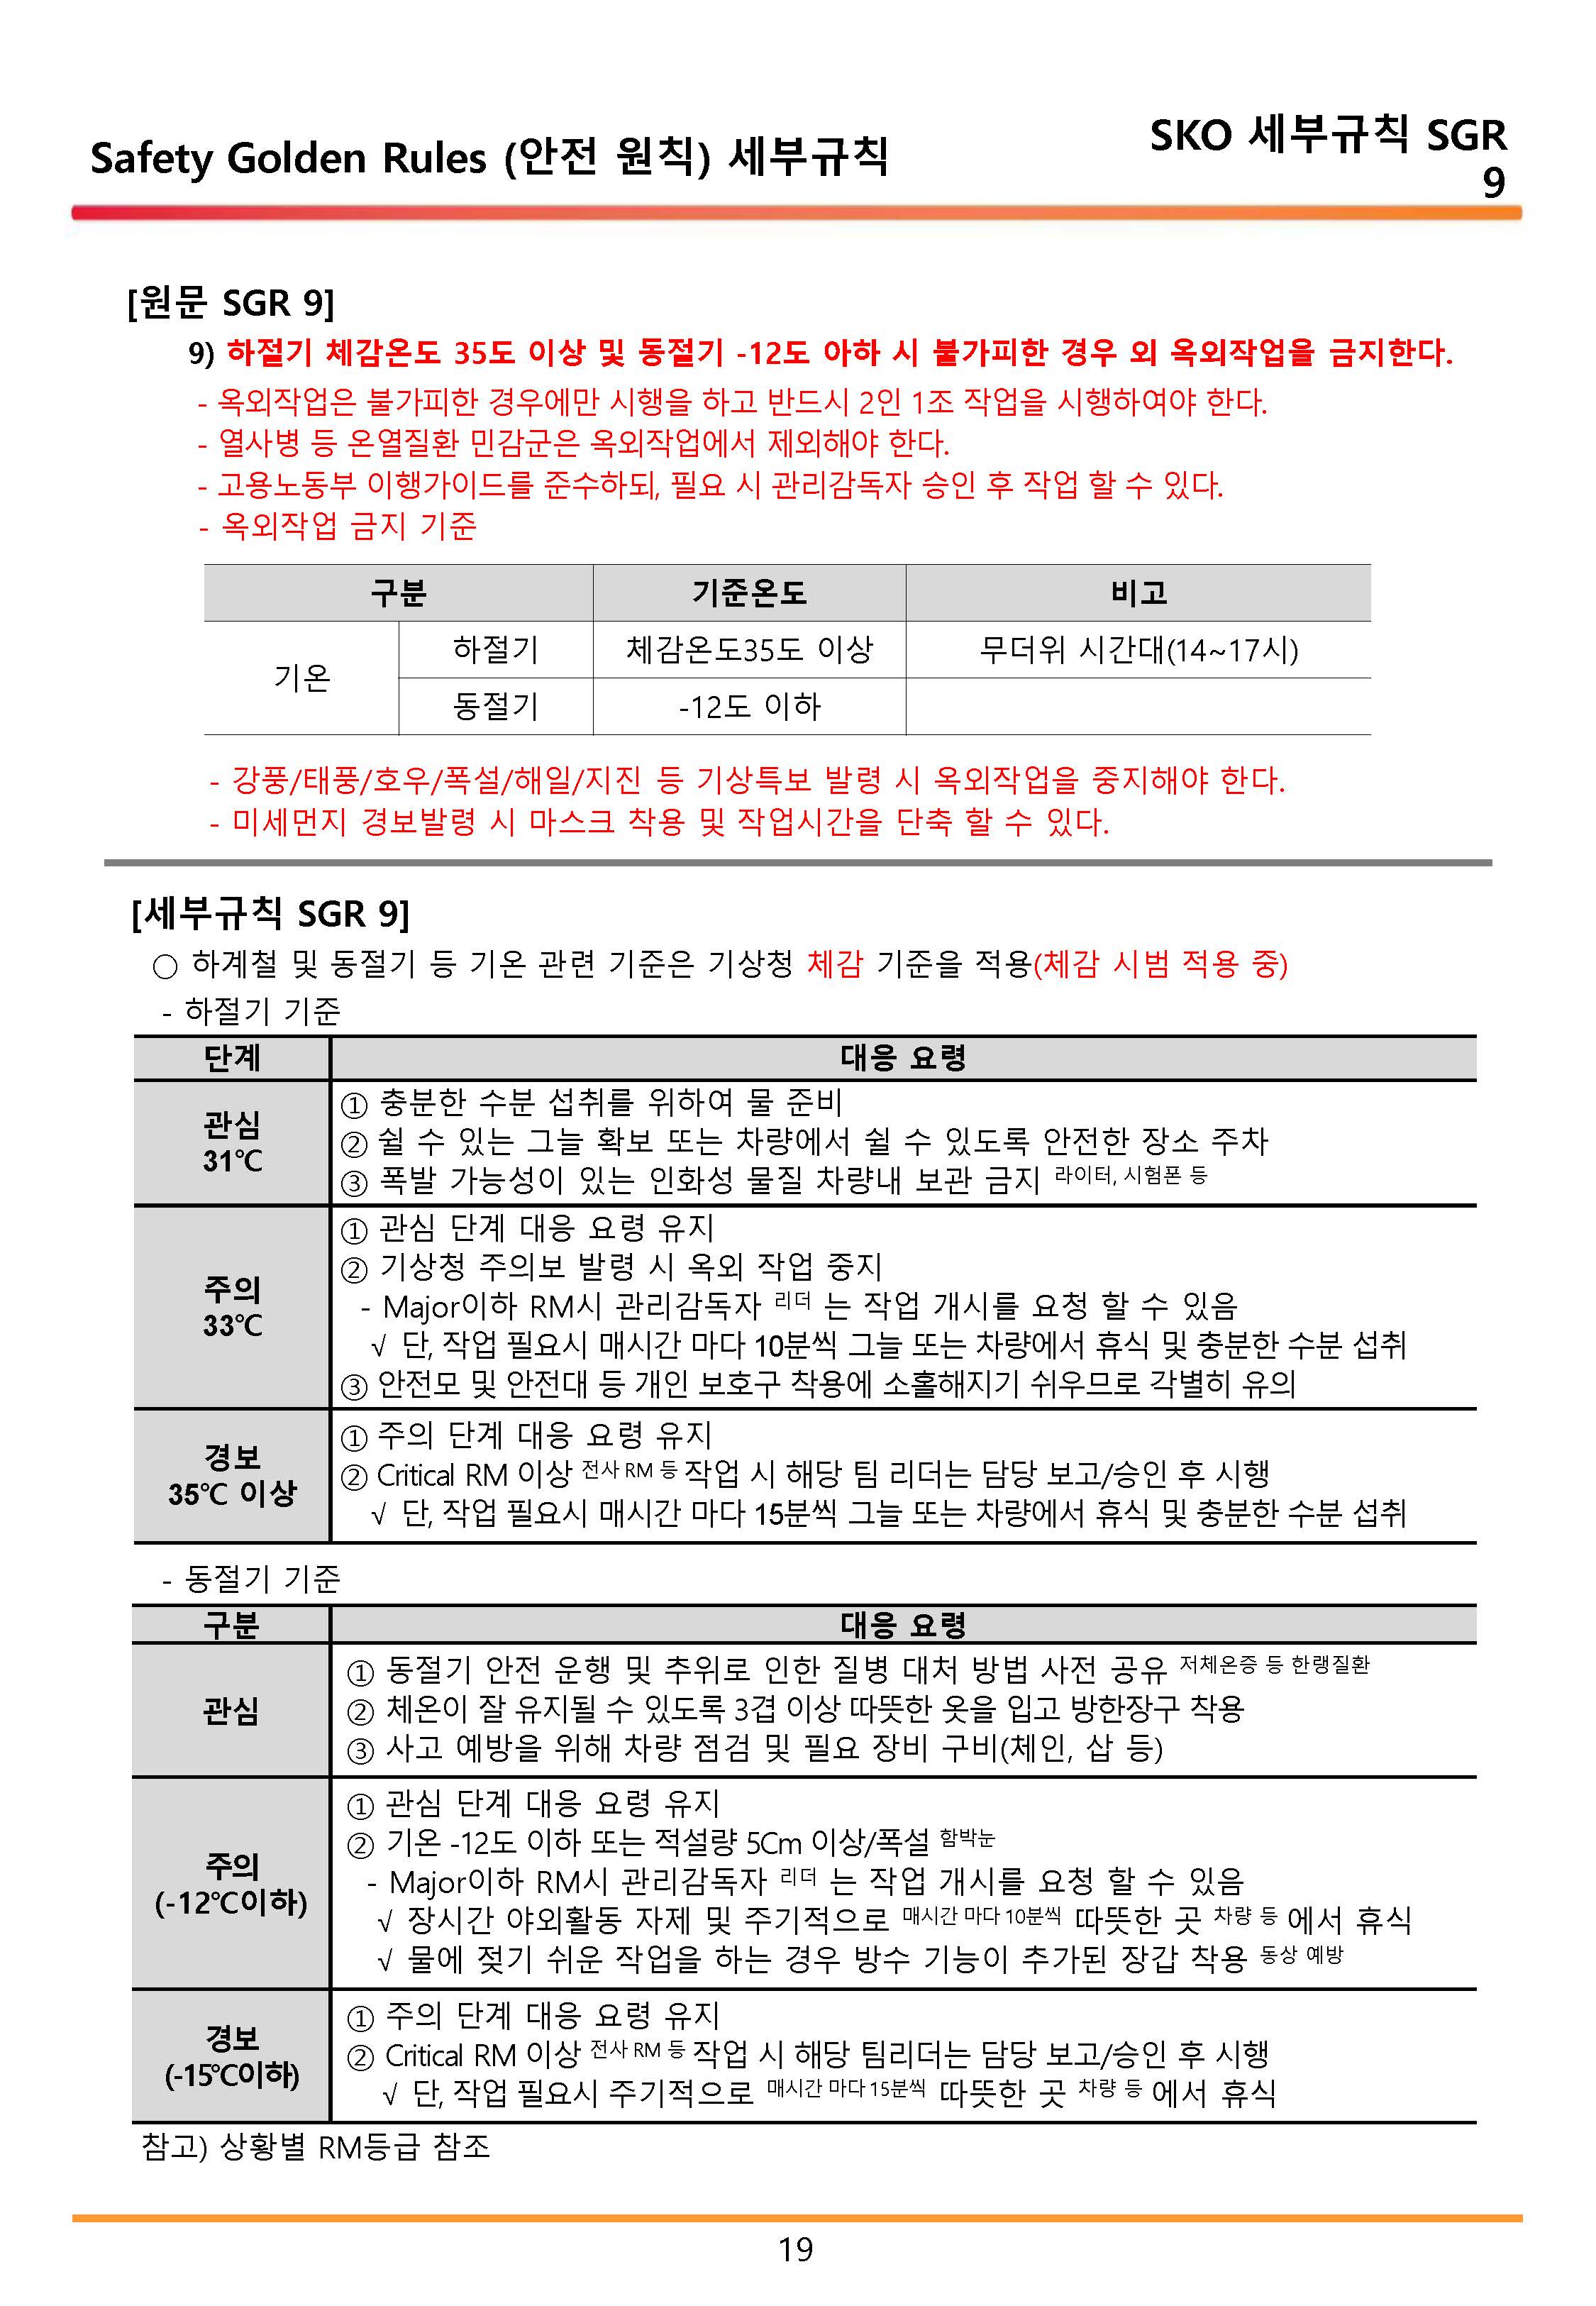 Safety Golden Rules (안전 원칙) 세부규칙
SKO 세부규칙 SGR
9
[원문 SGR 9]
9) 하절기 체감온도 35도 이상 및 동절기 -12도 아하 시 불가피한 경우 외 옥외작업을 금지한다.
- 옥외작업은 불가피한 경우에만 시행을 하고 반드시 2인 1조 작업을 시행하여야 한다.
- 열사병 등 온열질환 민감군은 옥외작업에서 제외해야 한다.
- 고용노동부 이행가이드를 준수하되, 필요 시 관리감독자 승인 후 작업 할 수 있다.
- 옥외작업 금지 기준
구분 기준온도 비고
기온
하절기 체감온도35도 이상 무더위 시간대(14~17시)
동절기 -12도 이하
- 강풍/태풍/호우/폭설/해일/지진 등 기상특보 발령 시 옥외작업을 중지해야 한다.
- 미세먼지 경보발령 시 마스크 착용 및 작업시간을 단축 할 수 있다.
[세부규칙 SGR 9]
○ 하계철 및 동절기 등 기온 관련 기준은 기상청 체감 기준을 적용(체감 시범 적용 중)
- 하절기 기준
단계 대응 요령
관심
31℃
① 충분한 수분 섭취를 위하여 물 준비
② 쉴 수 있는 그늘 확보 또는 차량에서 쉴 수 있도록 안전한 장소 주차
③ 폭발 가능성이 있는 인화성 물질 차량내 보관 금지 라이터, 시험폰 등
주의
33℃
① 관심 단계 대응 요령 유지
② 기상청 주의보 발령 시 옥외 작업 중지
- Major이하 RM시 관리감독자 리더 는 작업 개시를 요청 할 수 있음
√ 단, 작업 필요시 매시간 마다 10분씩 그늘 또는 차량에서 휴식 및 충분한 수분 섭취
③ 안전모 및 안전대 등 개인 보호구 착용에 소홀해지기 쉬우므로 각별히 유의
경보
35℃ 이상
① 주의 단계 대응 요령 유지
② Critical RM 이상 전사 RM 등 작업 시 해당 팀 리더는 담당 보고/승인 후 시행
√ 단, 작업 필요시 매시간 마다 15분씩 그늘 또는 차량에서 휴식 및 충분한 수분 섭취
- 동절기 기준
구분 대응 요령
관심
① 동절기 안전 운행 및 추위로 인한 질병 대처 방법 사전 공유 저체온증 등 한랭질환
② 체온이 잘 유지될 수 있도록 3겹 이상 따뜻한 옷을 입고 방한장구 착용
③ 사고 예방을 위해 차량 점검 및 필요 장비 구비(체인, 삽 등)
주의
(-12℃이하)
① 관심 단계 대응 요령 유지
② 기온 -12도 이하 또는 적설량 5Cm 이상/폭설 함박눈
- Major이하 RM시 관리감독자 리더 는 작업 개시를 요청 할 수 있음
√ 장시간 야외활동 자제 및 주기적으로 매시간 마다 10분씩 따뜻한 곳 차량 등 에서 휴식
√ 물에 젖기 쉬운 작업을 하는 경우 방수 기능이 추가된 장갑 착용 동상 예방
경보
(-15℃이하)
① 주의 단계 대응 요령 유지
② Critical RM 이상 전사 RM 등 작업 시 해당 팀리더는 담당 보고/승인 후 시행
√ 단, 작업 필요시 주기적으로 매시간 마다 15분씩 따뜻한 곳 차량 등 에서 휴식
참고) 상황별 RM등급 참조
19